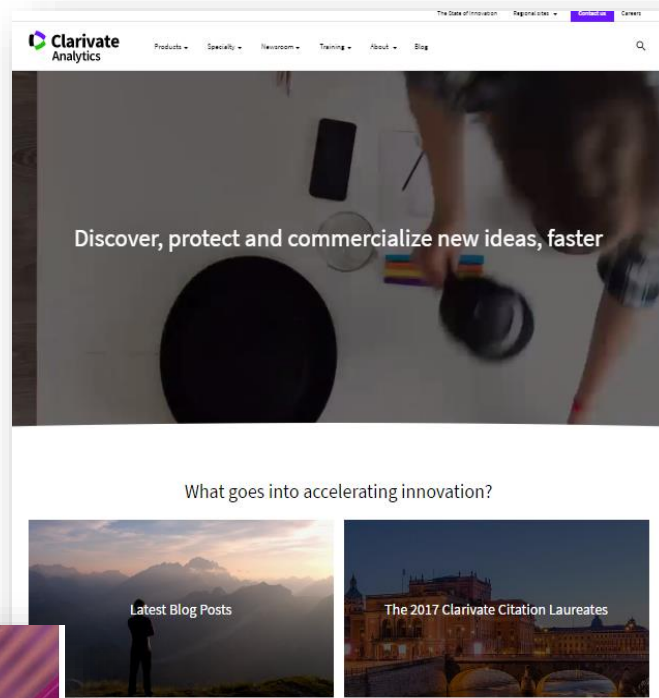 The State of Innovation Regional sites Contact us Careers
Clarivate
Analytics
Products Specialty Newsroom Training About Blog
Discover, protect and commercialize new ideas, faster
What goes into accelerating innovation?
Latest Blog Posts The 2017 Clarivate Citation Laureates